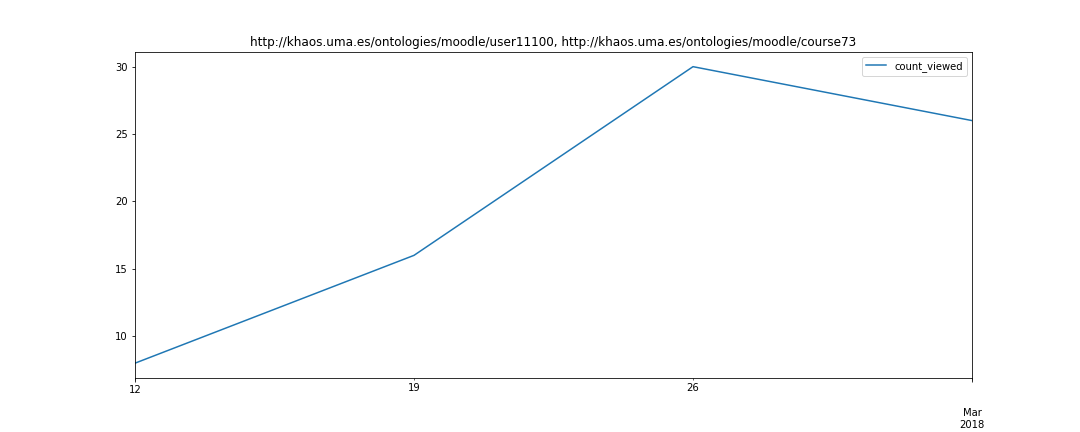 http://khaos.uma.es/ontologies/moodle/user11100, http://khaos.uma.es/ontologies/moodle/course73
count_viewed
30
25
20
15
10
12 19 26
Mar
2018